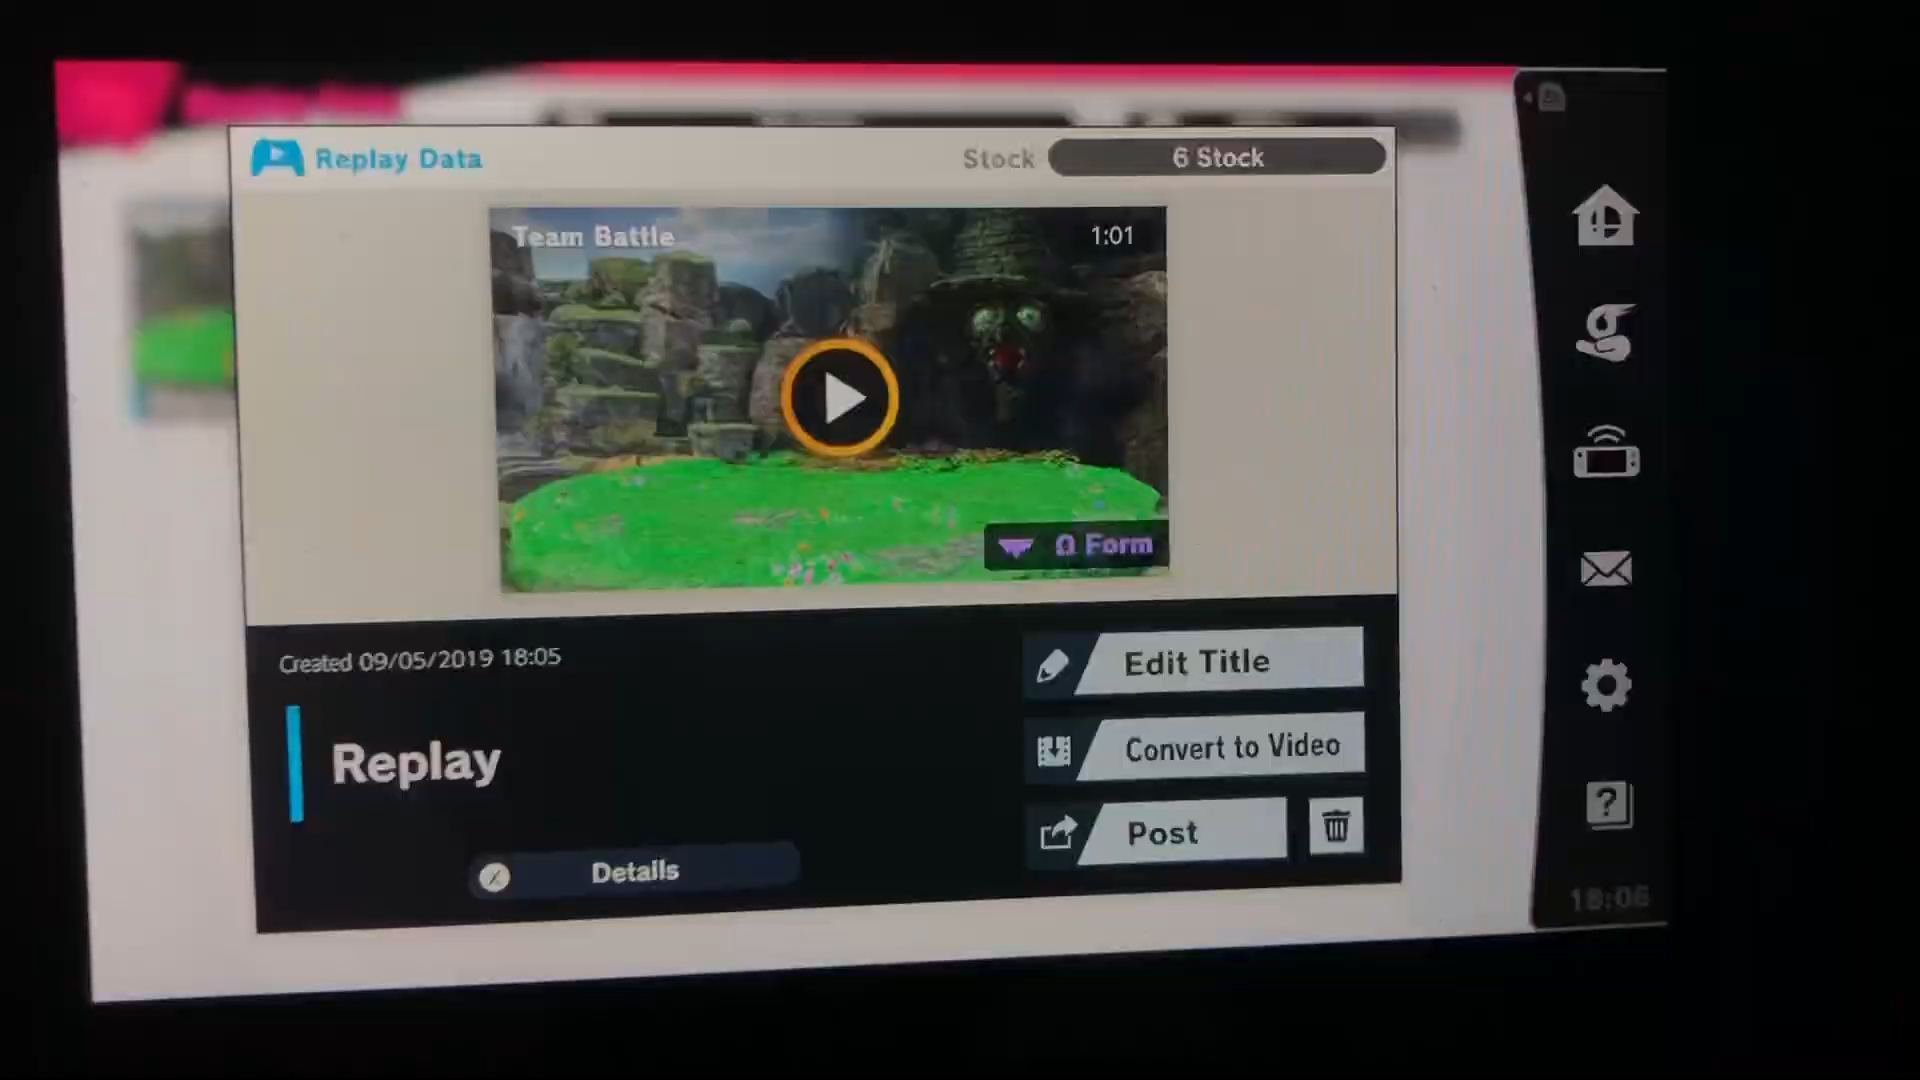 Replay Data
Stock
6 Stock
Team Battle
1:01
Ω Form
Created 09/05/2019 18:05
Replay
Edit Title
Convert to Video
Post
X Details
18:06